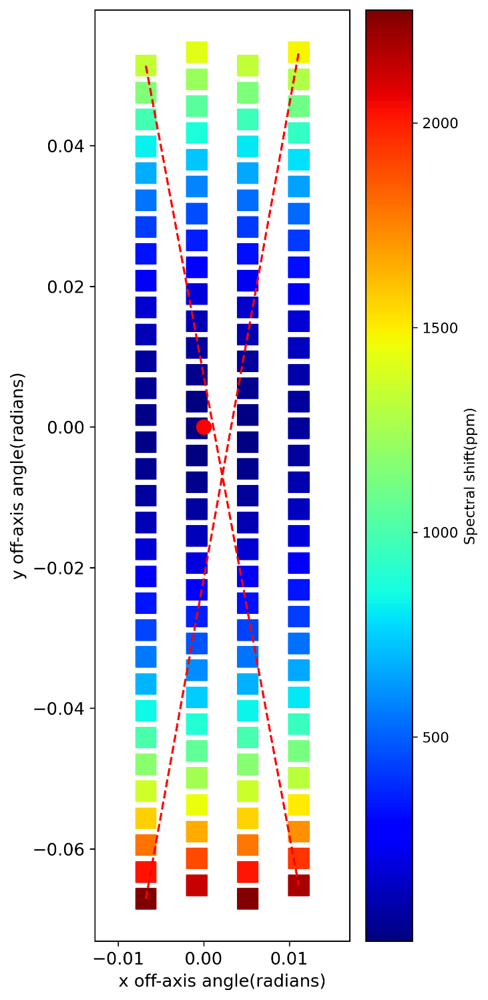 0.04
0.02
0.00
−0.02
−0.04
−0.06
y off-axis angle(radians)
−0.01 0.00 0.01
x off-axis angle(radians)
2000
1500
1000
500
Spectral shift(ppm)